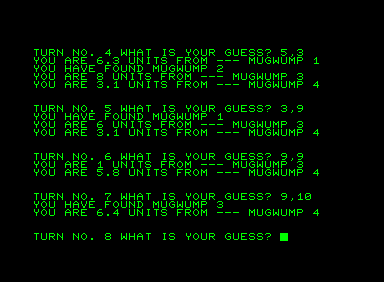 TURN NO. 4 WHAT IS YOUR GUESS? 5,3
YOU ARE 6.3 UNITS FROM --- MUGWUMP 1
YOU HAVE FOUND MUGWUMP 2
YOU ARE 8 UNITS FROM --- MUGWUMP 3
YOU ARE 3.1 UNITS FROM --- MUGWUMP 4
TURN NO. 5 WHAT IS YOUR GUESS? 3,9
YOU HAVE FOUND MUGWUMP 1
YOU ARE 6 UNITS FROM --- MUGWUMP 3
YOU ARE 3.1 UNITS FROM --- MUGWUMP 4
TURN NO. 6 WHAT IS YOUR GUESS? 9,9
YOU ARE 1 UNITS FROM --- MUGWUMP 3
YOU ARE 5.8 UNITS FROM --- MUGWUMP 4
TURN NO. 7 WHAT IS YOUR GUESS? 9,10
YOU HAVE FOUND MUGWUMP 3
YOU ARE 6.4 UNITS FROM --- MUGWUMP 4
TURN NO. 8 WHAT IS YOUR GUESS?